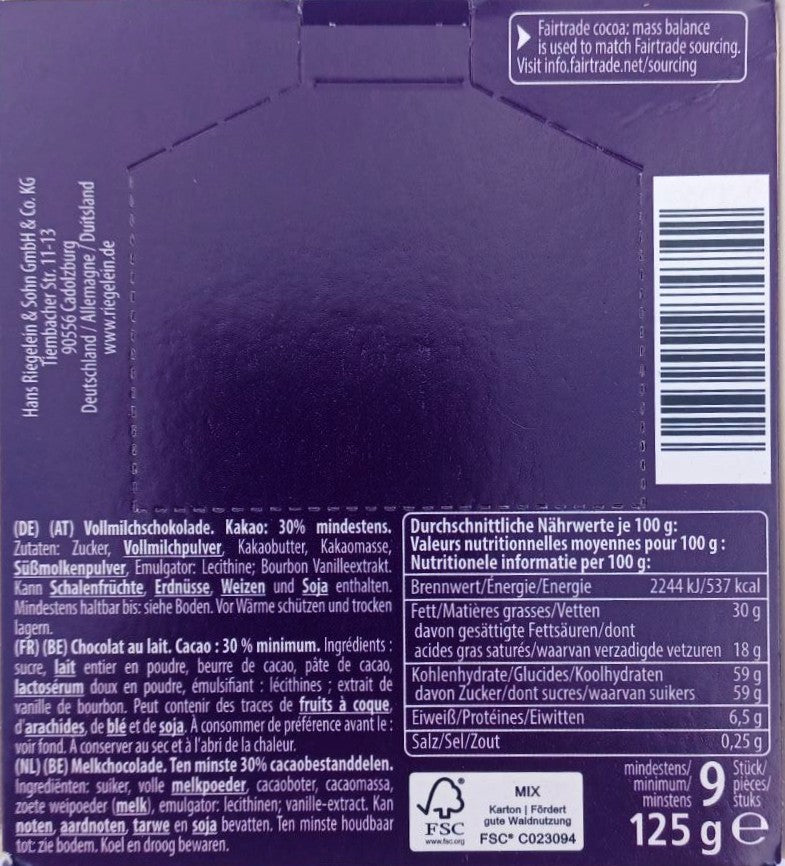 Fairtrade cocoa: mass balance
is used to match Fairtrade sourcing.
Visit info.fairtrade.net/sourcing
Hans Riegelein & Sohn GmbH & Co. KG
Tiembacher Str. 11-13
90556 Cadolzburg
Deutschland / Allemagne / Duitsland
www.riegelein.de
(DE) (AT) Vollmilchschokolade. Kakao: 30% mindestens.
Zutaten: Zucker, Vollmilchpulver, Kakaobutter, Kakaomasse,
Süßmolkenpulver, Emulgator: Lecithine; Bourbon Vanilleextrakt.
Kann Schalenfrüchte, Erdnüsse, Weizen und Soja enthalten.
Mindestens haltbar bis: siehe Boden. Vor Wärme schützen und trocken
lagern.
(FR) (BE) Chocolat au lait. Cacao : 30 % minimum. Ingrédients :
sucre, lait entier en poudre, beurre de cacao, pâte de cacao,
lactosérum doux en poudre, émulsifiant : lécithines ; extrait de
vanille de bourbon. Peut contenir des traces de fruits à coque,
d'arachides, de blé et de soja. À consommer de préférence avant le :
voir fond. A conserver au sec et à l'abri de la chaleur.
(NL) (BE) Melkchocolade. Ten minste 30% cacaobestanddelen.
Ingrediënten: suiker, volle melkpoeder, cacaoboter, cacaomassa,
zoete weipoeder (melk), emulgator: lecithinen; vanille-extract. Kan
noten, aardnoten, tarwe en soja bevatten. Ten minste houdbaar
tot: zie bodem. Koel en droog bewaren.
Durchschnittliche Nährwerte je 100 g:
Valeurs nutritionnelles moyennes pour 100 g :
Nutritionele informatie per 100 g:
Brennwert/Énergie/Energie 2244 kJ/537 kcal
Fett/Matières grasses/Vetten 30 g
davon gesättigte Fettsäuren/dont
acides gras saturés/waarvan verzadigde vetzuren 18 g
Kohlenhydrate/Glucides/Koolhydraten 59 g
davon Zucker/dont sucres/waarvan suikers 59 g
Eiweiß/Protéines/Eiwitten 6,5 g
Salz/Sel/Zout 0,25 g
FSC
www.fsc.org
MIX
Karton | Fördert
gute Waldnutzung
FSC® C023094
mindestens/
minimum/
minstens
9
Stück/
pièces/
stuks
125 g e